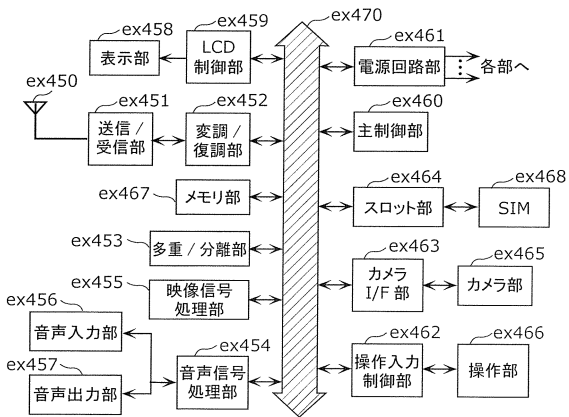 ex458
ex459
ex470
ex461
表示部
LCD
制御部
電源回路部
各部へ
ex450
ex451
ex452
ex460
送信/
受信部
変調/
復調部
主制御部
ex467
メモリ部
ex464
ex468
スロット部
SIM
ex453
多重/分離部
ex463
ex465
ex455
映像信号
処理部
カメラ
I/F部
カメラ部
ex456
音声入力部
ex454
ex462
ex466
ex457
音声出力部
音声信号
処理部
操作入力
制御部
操作部